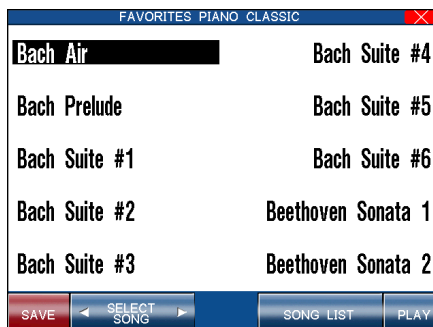 FAVORITES PIANO CLASSIC
Bach Air
Bach Prelude
Bach Suite #1
Bach Suite #2
Bach Suite #3
Bach Suite #4
Bach Suite #5
Bach Suite #6
Beethoven Sonata 1
Beethoven Sonata 2
SAVE
SELECT
SONG
SONG LIST
PLAY